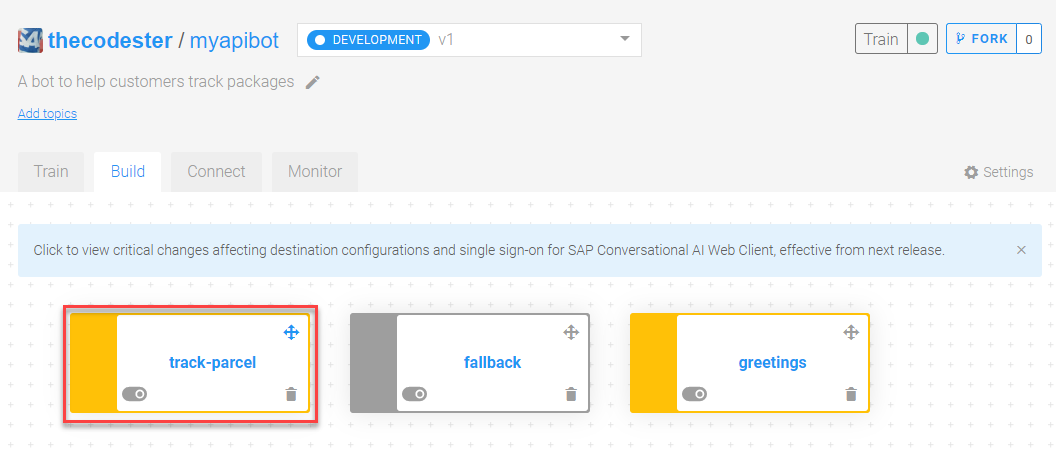 thecodester / myapibot DEVELOPMENT v1 Train FORK 0
A bot to help customers track packages
Add topics
Train Build Connect Monitor Settings
Click to view critical changes affecting destination configurations and single sign-on for SAP Conversational AI Web Client, effective from next release. ×
track-parcel fallback greetings